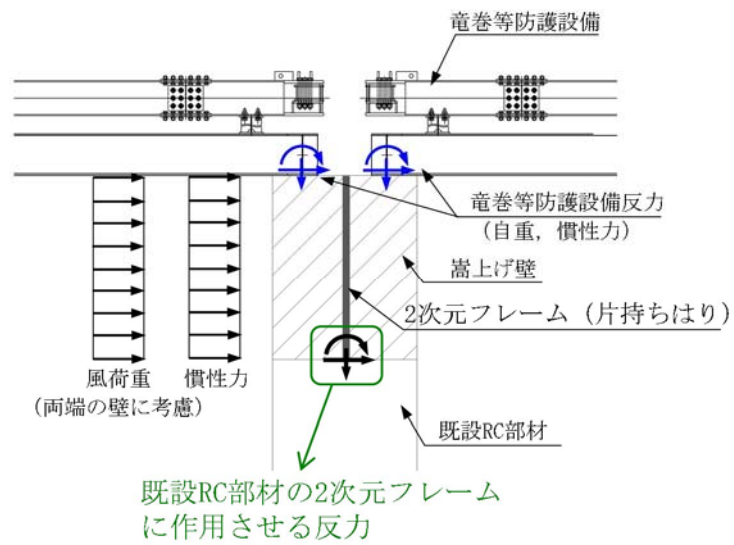 竜巻等防護設備
竜巻等防護設備反力
(自重，慣性力)
嵩上げ壁
2次元フレーム（片持ちはり）
風荷重
慣性力
(両端の壁に考慮)
既設RC部材
既設RC部材の2次元フレーム
に作用させる反力